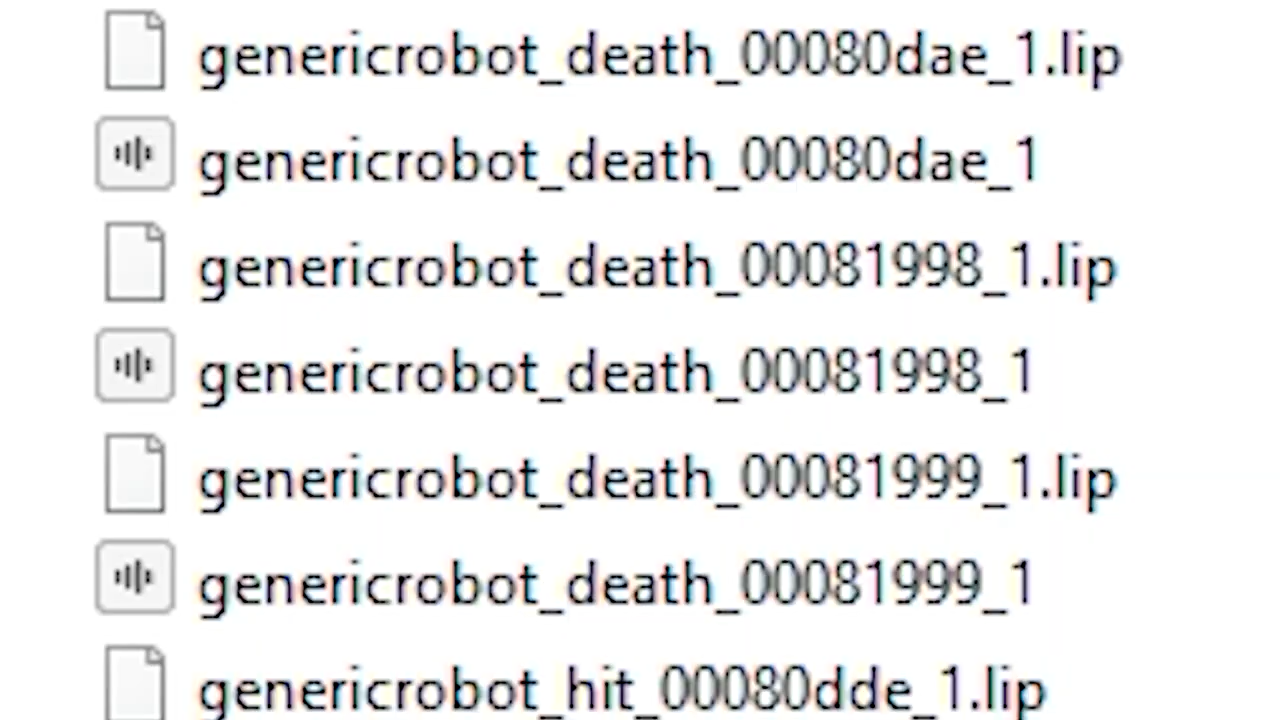 genericrobot_death_00080dae_1.lip
genericrobot_death_00080dae_1
genericrobot_death_00081998_1.lip
genericrobot_death_00081998_1
genericrobot_death_00081999_1.lip
genericrobot_death_00081999_1
genericrobot_hit_00080dde_1.lip